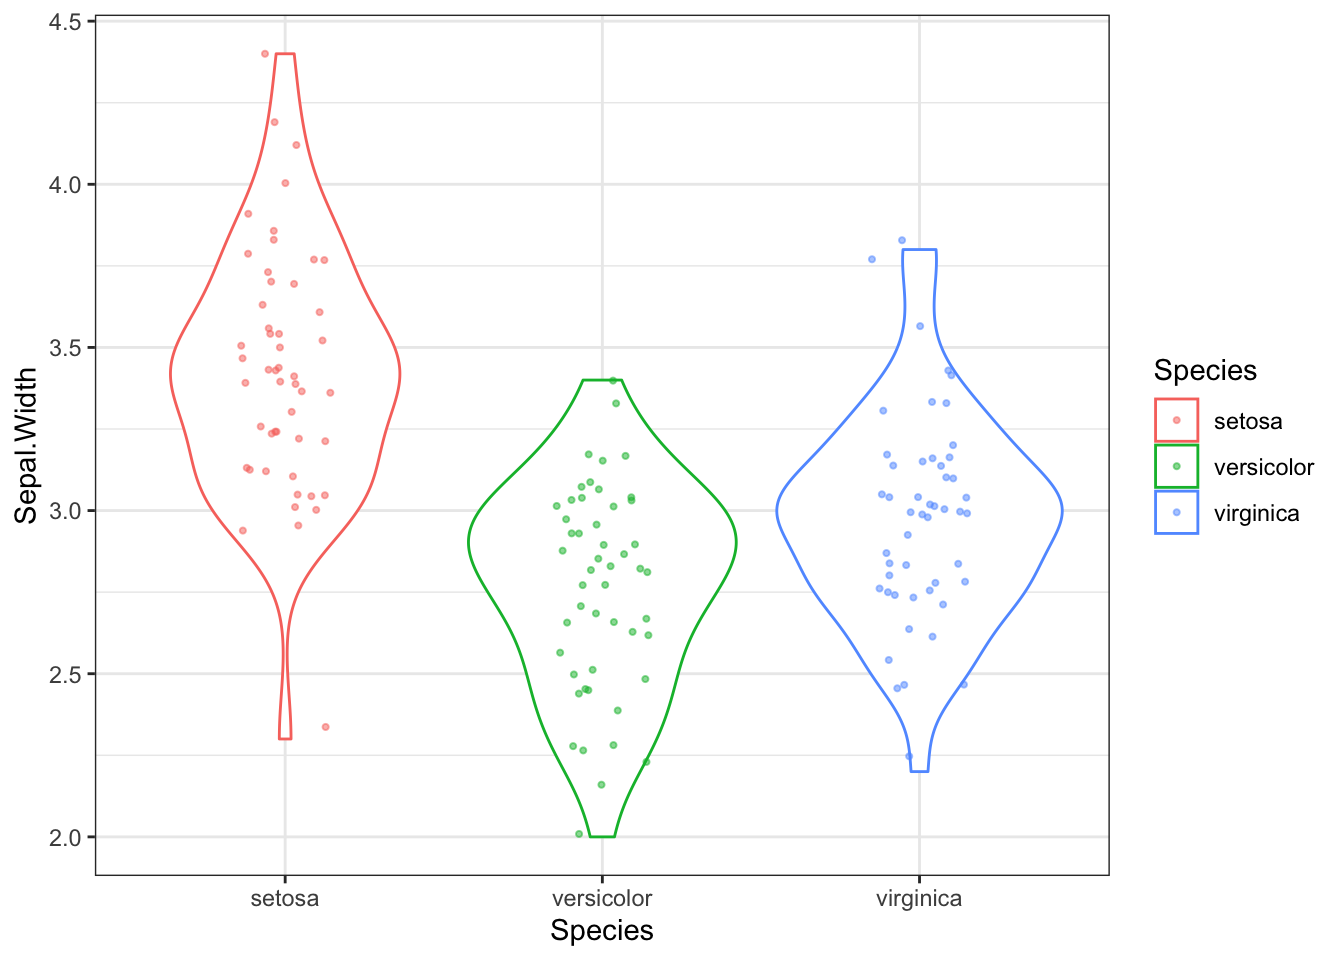 4.5
4.0
3.5
3.0
2.5
2.0
Sepal.Width
setosa
versicolor
virginica
Species
Species
setosa
versicolor
virginica